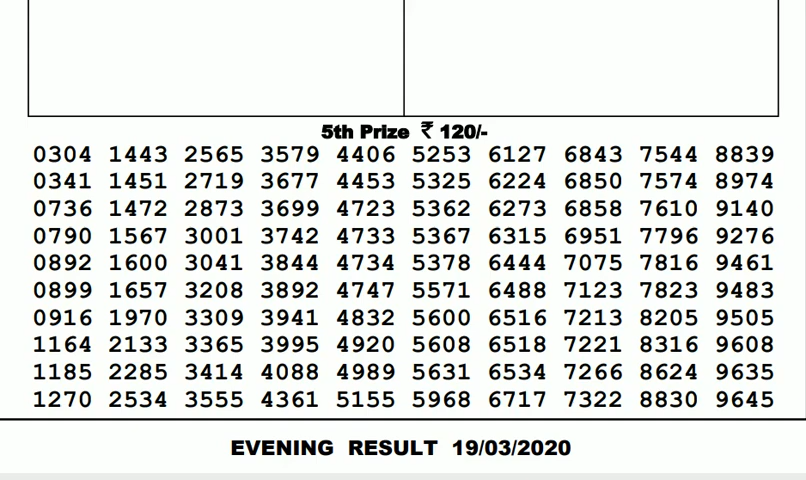 5th Prize ₹ 120/-
0304 1443 2565 3579 4406 5253 6127 6843 7544 8839
0341 1451 2719 3677 4453 5325 6224 6850 7574 8974
0736 1472 2873 3699 4723 5362 6273 6858 7610 9140
0790 1567 3001 3742 4733 5367 6315 6951 7796 9276
0892 1600 3041 3844 4734 5378 6444 7075 7816 9461
0899 1657 3208 3892 4747 5571 6488 7123 7823 9483
0916 1970 3309 3941 4832 5600 6516 7213 8205 9505
1164 2133 3365 3995 4920 5608 6518 7221 8316 9608
1185 2285 3414 4088 4989 5631 6534 7266 8624 9635
1270 2534 3555 4361 5155 5968 6717 7322 8830 9645
EVENING RESULT 19/03/2020